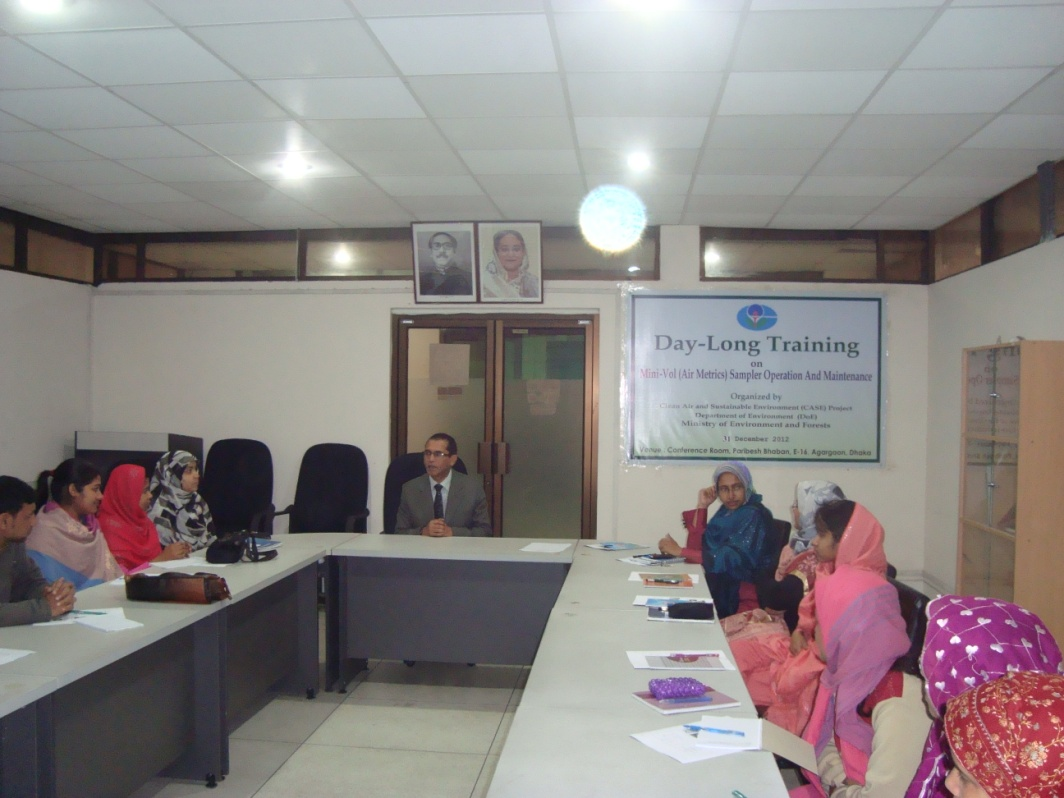 Day-Long Training
on
Mini-Vol (Air Metrics) Sampler Operation And Maintenance
Organized by
Clean Air and Sustainable Environment (CASE) Project
Department of Environment (DoE)
Ministry of Environment and Forests
31 December 2012
Venue : Conference Room, Paribesh Bhaban, E-16, Agargaon, Dhaka